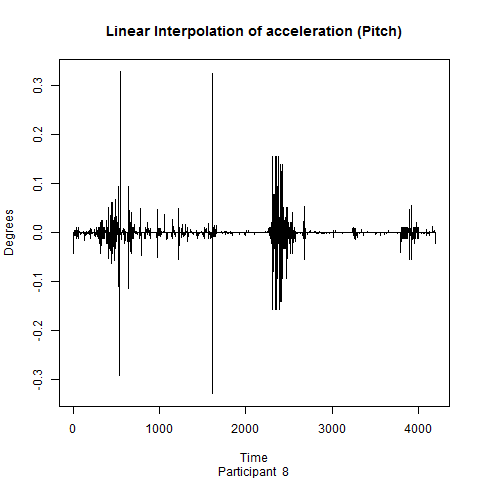 Linear Interpolation of acceleration (Pitch)
Degrees
0.3
0.2
0.1
0.0
-0.1
-0.2
-0.3
0 1000 2000 3000 4000
Time
Participant 8